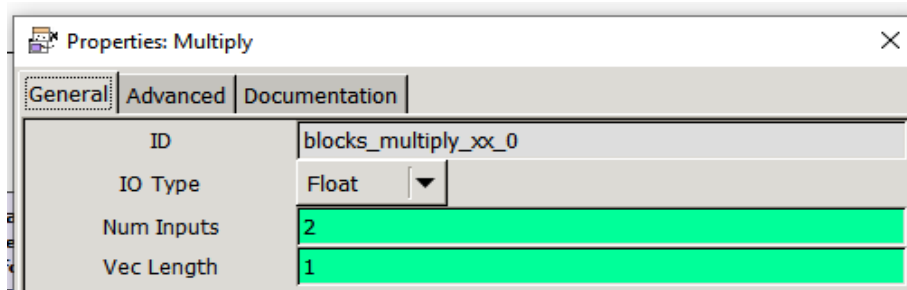 Properties: Multiply
General Advanced Documentation
ID blocks_multiply_xx_0
IO Type Float
Num Inputs 2
Vec Length 1